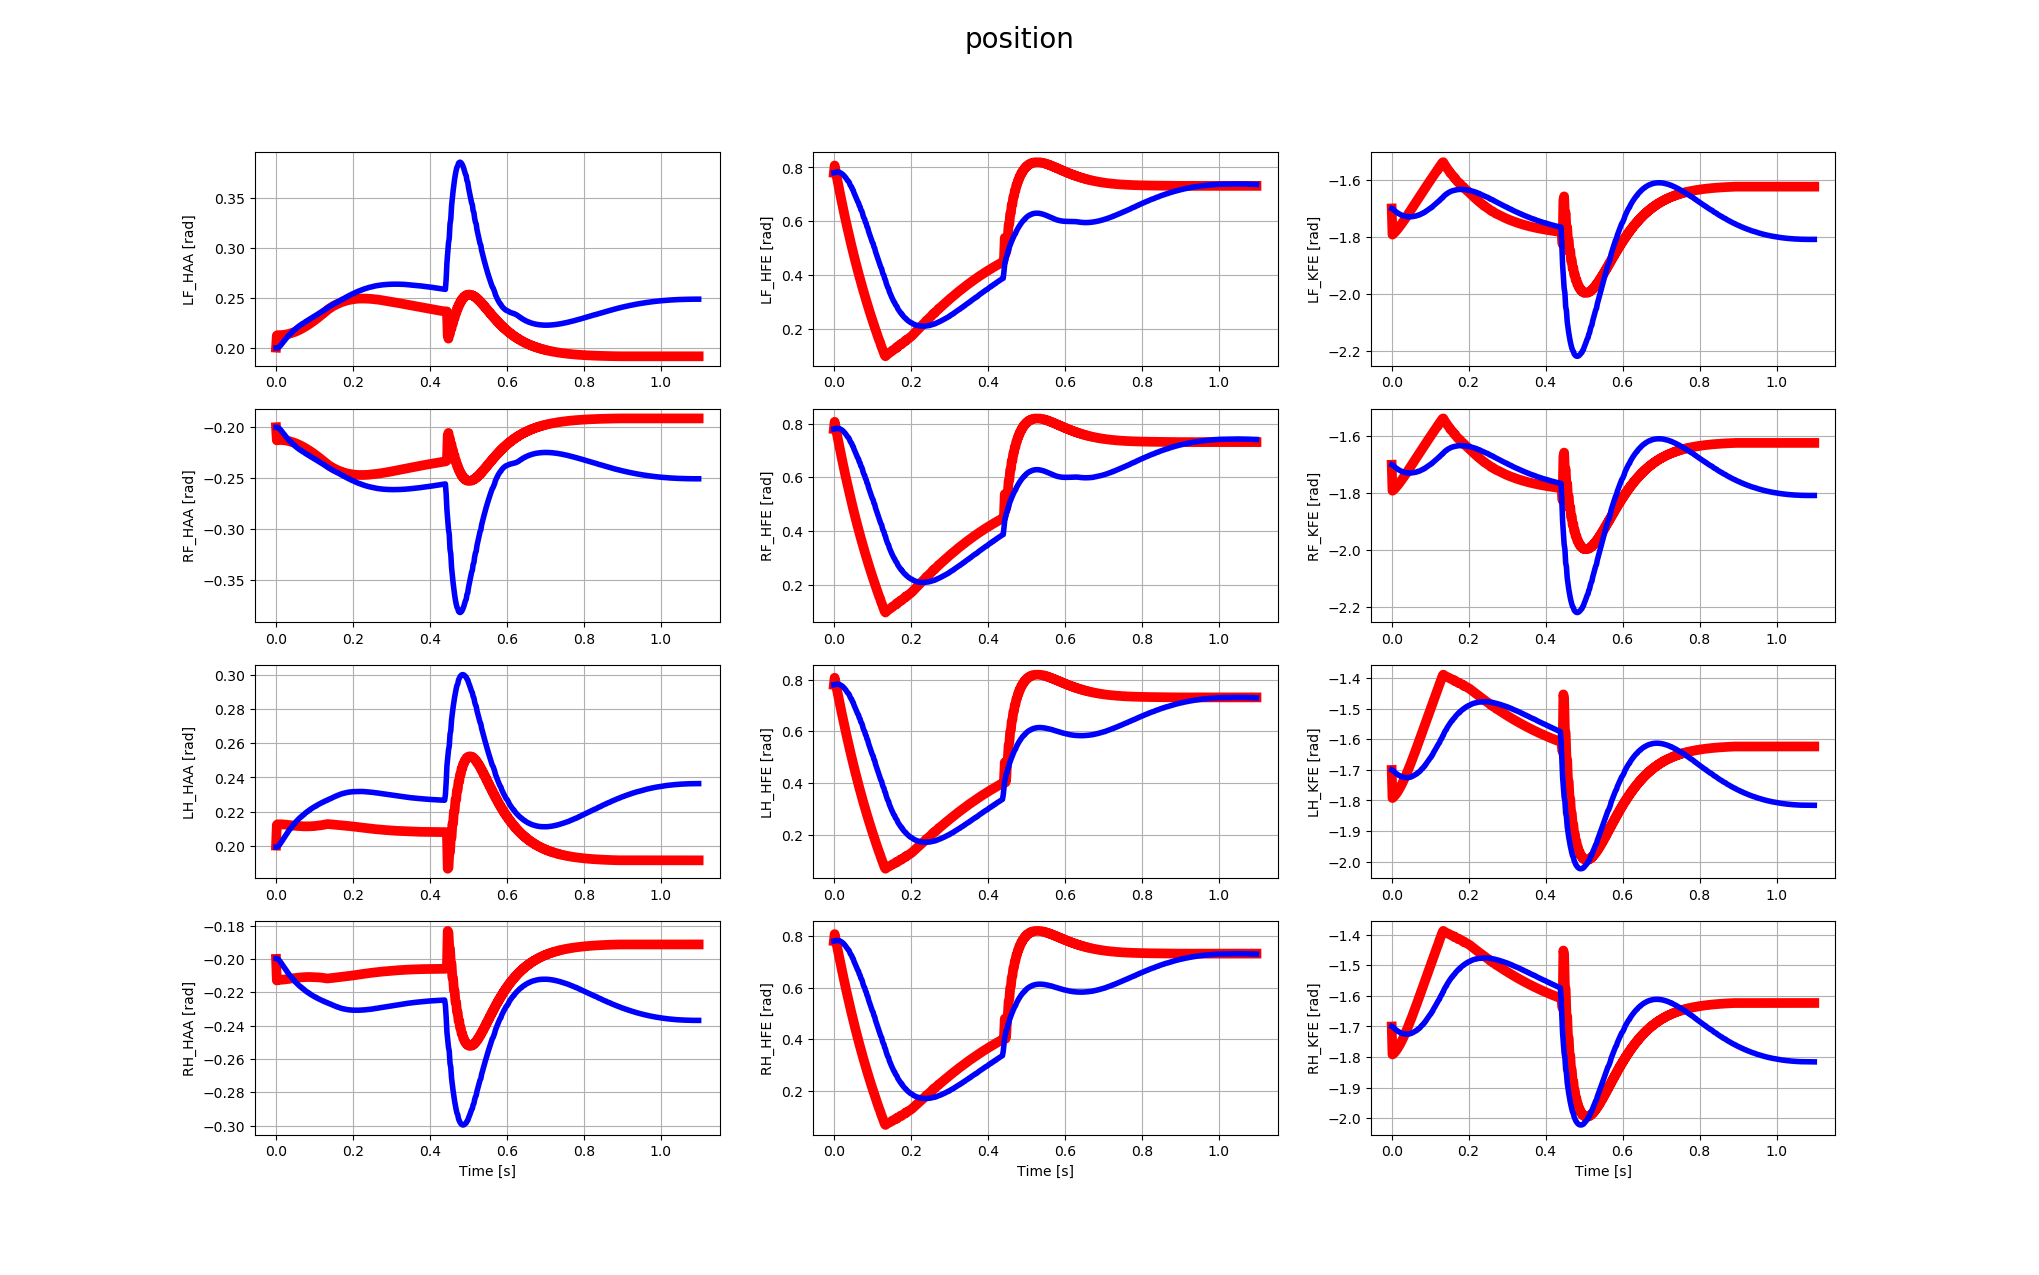 position
LF_HAA [rad]
0.35
0.30
0.25
0.20
0.0 0.2 0.4 0.6 0.8 1.0
LF_HFE [rad]
0.8
0.6
0.4
0.2
0.0 0.2 0.4 0.6 0.8 1.0
LF_KFE [rad]
−1.6
−1.8
−2.0
−2.2
0.0 0.2 0.4 0.6 0.8 1.0
RF_HAA [rad]
−0.20
−0.25
−0.30
−0.35
0.0 0.2 0.4 0.6 0.8 1.0
RF_HFE [rad]
0.8
0.6
0.4
0.2
0.0 0.2 0.4 0.6 0.8 1.0
RF_KFE [rad]
−1.6
−1.8
−2.0
−2.2
0.0 0.2 0.4 0.6 0.8 1.0
LH_HAA [rad]
0.30
0.28
0.26
0.24
0.22
0.20
0.0 0.2 0.4 0.6 0.8 1.0
LH_HFE [rad]
0.8
0.6
0.4
0.2
0.0 0.2 0.4 0.6 0.8 1.0
LH_KFE [rad]
−1.4
−1.5
−1.6
−1.7
−1.8
−1.9
−2.0
0.0 0.2 0.4 0.6 0.8 1.0
RH_HAA [rad]
−0.18
−0.20
−0.22
−0.24
−0.26
−0.28
−0.30
0.0 0.2 0.4 0.6 0.8 1.0
Time [s]
RH_HFE [rad]
0.8
0.6
0.4
0.2
0.0 0.2 0.4 0.6 0.8 1.0
Time [s]
RH_KFE [rad]
−1.4
−1.5
−1.6
−1.7
−1.8
−1.9
−2.0
0.0 0.2 0.4 0.6 0.8 1.0
Time [s]